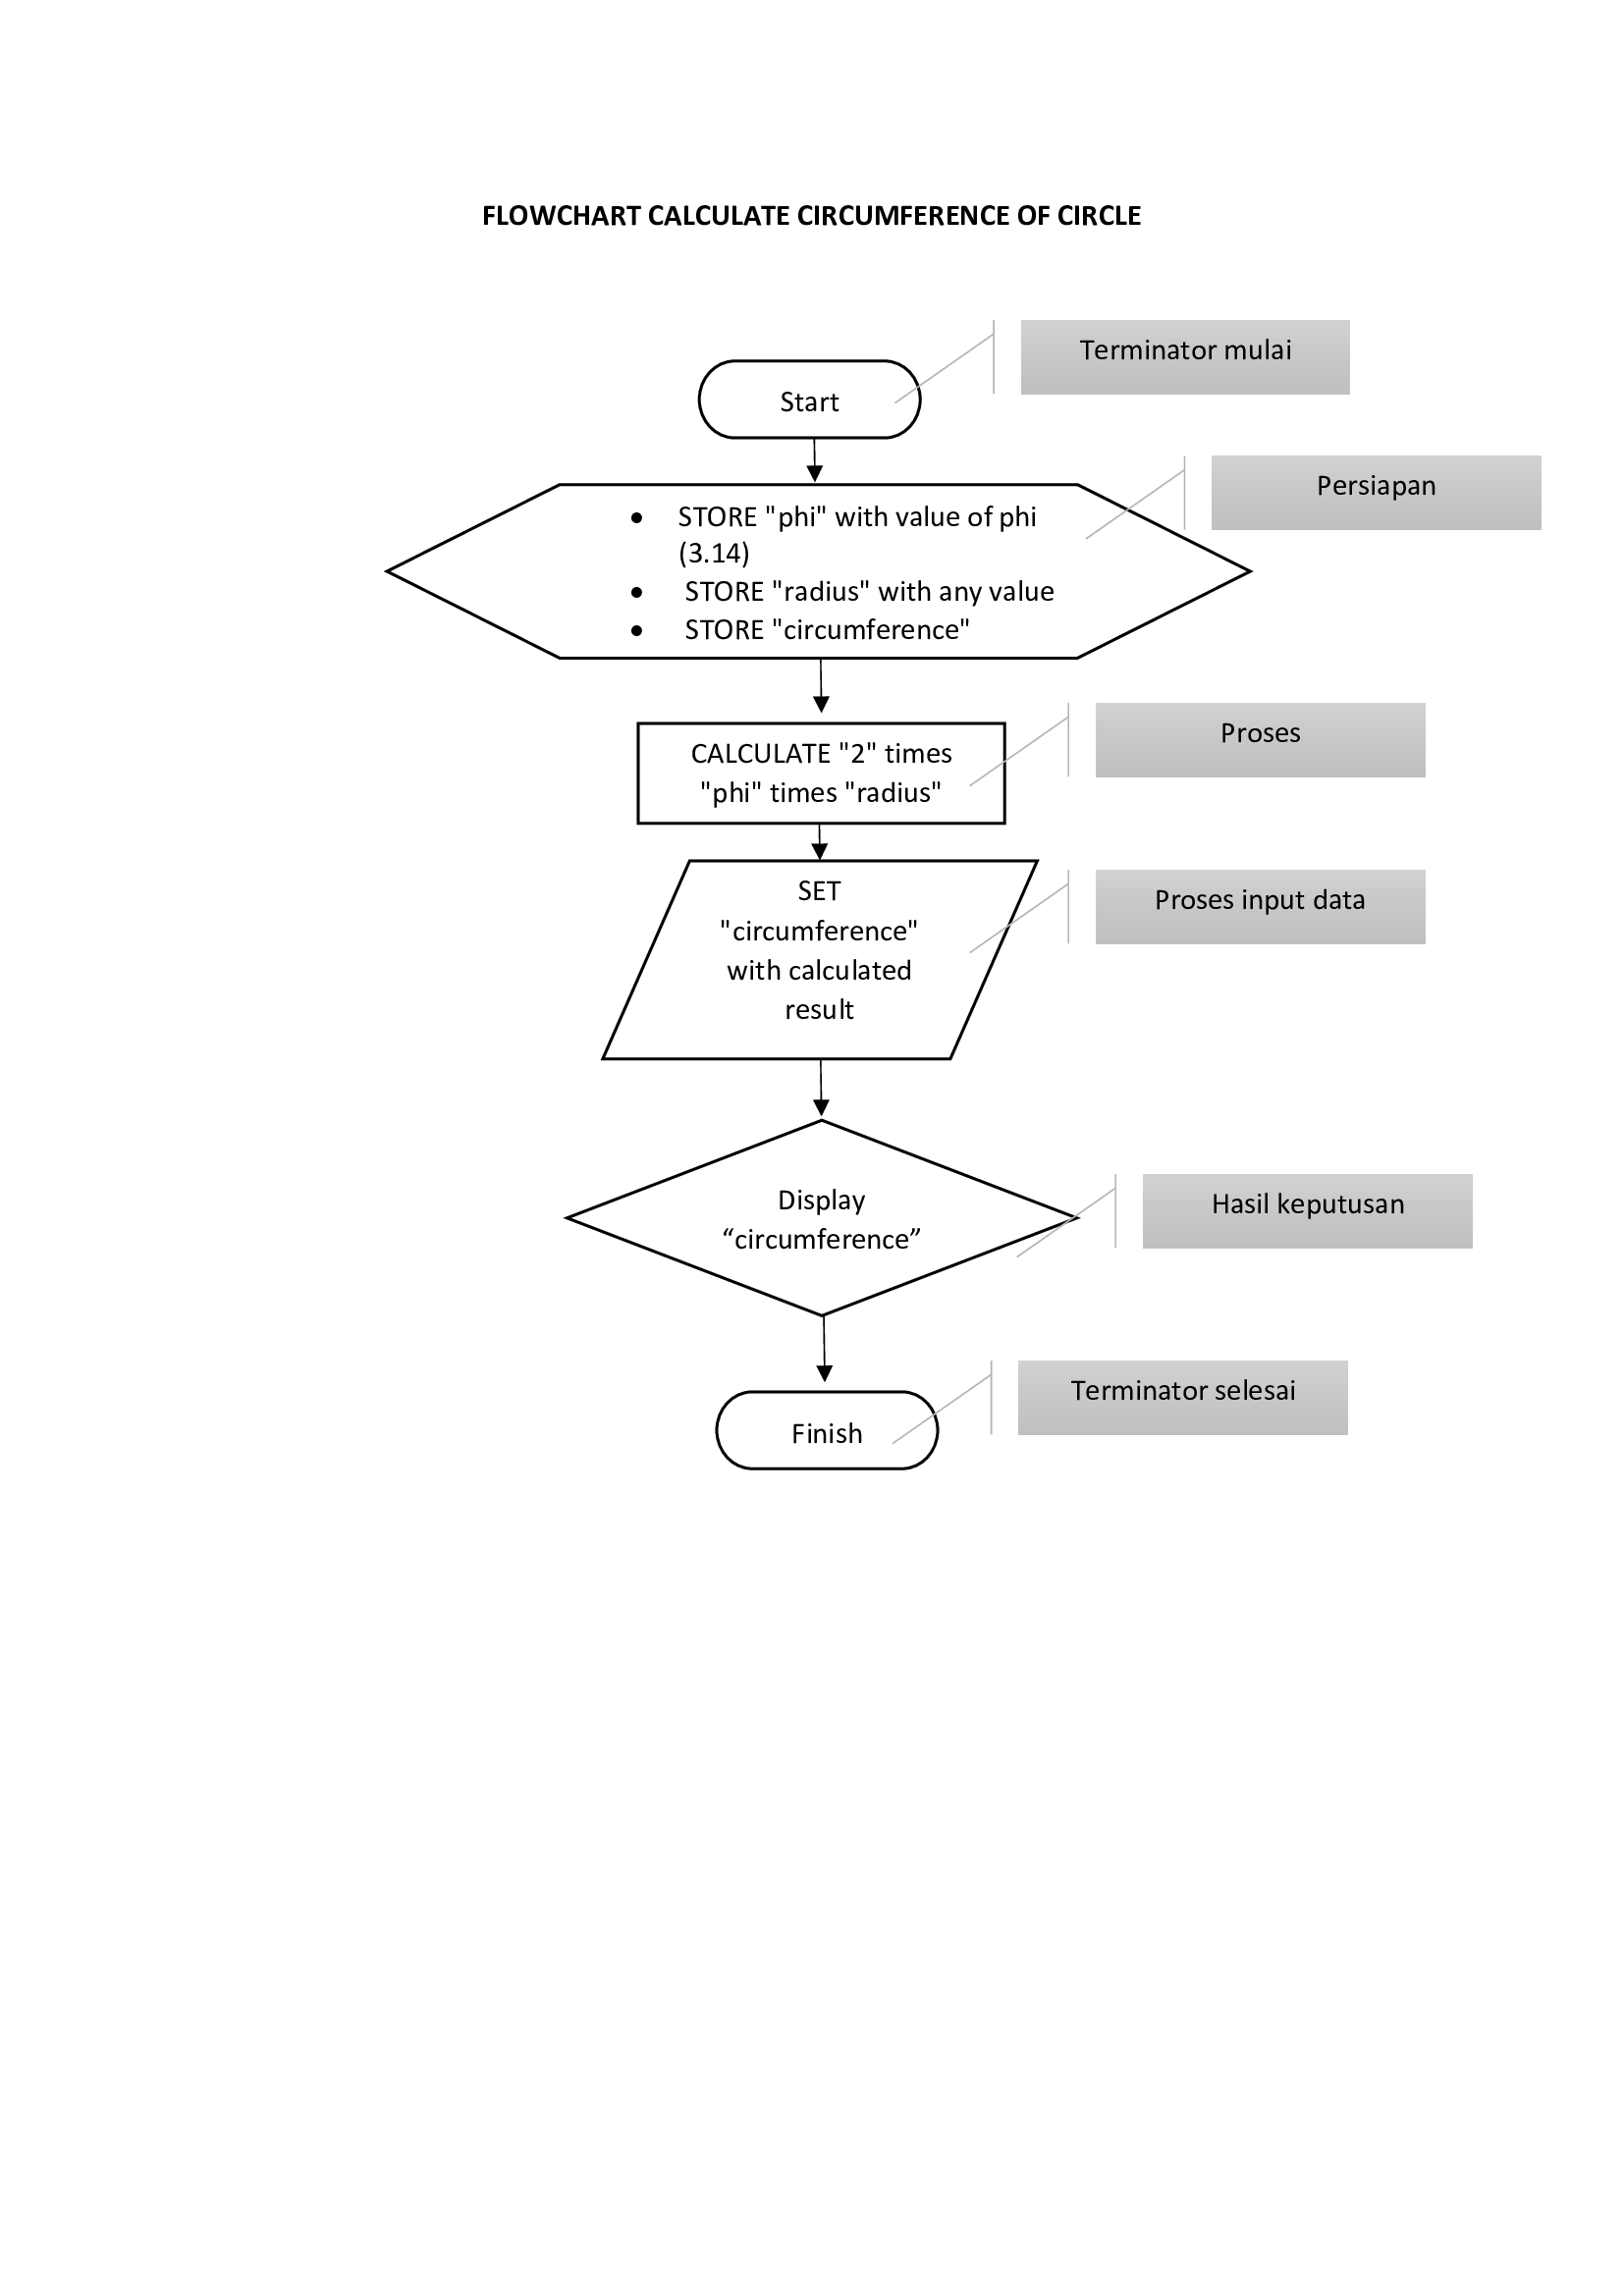 FLOWCHART CALCULATE CIRCUMFERENCE OF CIRCLE
Terminator mulai
Start
Persiapan
• STORE "phi" with value of phi
(3.14)
• STORE "radius" with any value
• STORE "circumference"
Proses
CALCULATE "2" times
"phi" times "radius"
Proses input data
SET
"circumference"
with calculated
result
Hasil keputusan
Display
“circumference”
Terminator selesai
Finish